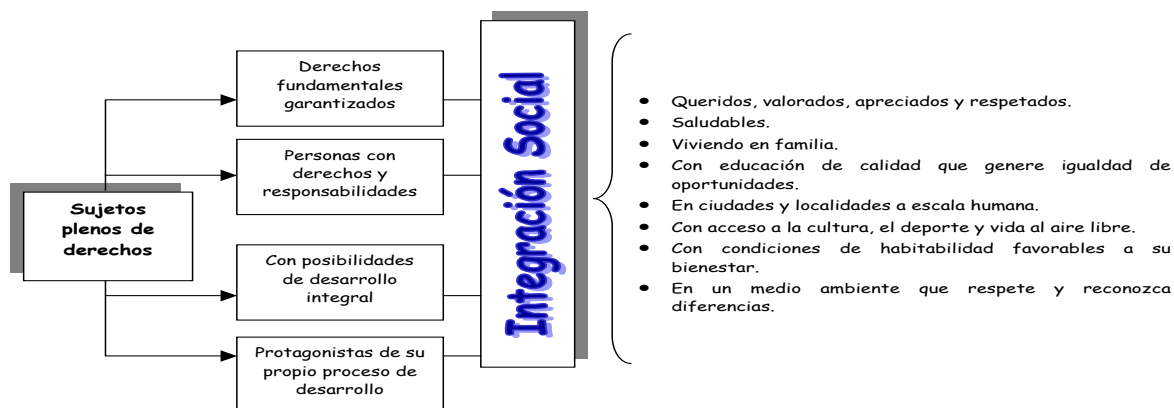 Sujetos
plenos de
derechos
Derechos
fundamentales
garantizados
Personas con
derechos y
responsabilidades
Con posibilidades
de desarrollo
integral
Protagonistas de su
propio proceso de
desarrollo
Integración Social
● Queridos, valorados, apreciados y respetados.
● Saludables.
● Viviendo en familia.
● Con educación de calidad que genere igualdad de
oportunidades.
● En ciudades y localidades a escala humana.
● Con acceso a la cultura, el deporte y vida al aire libre.
● Con condiciones de habitabilidad favorables a su
bienestar.
● En un medio ambiente que respete y reconozca
diferencias.